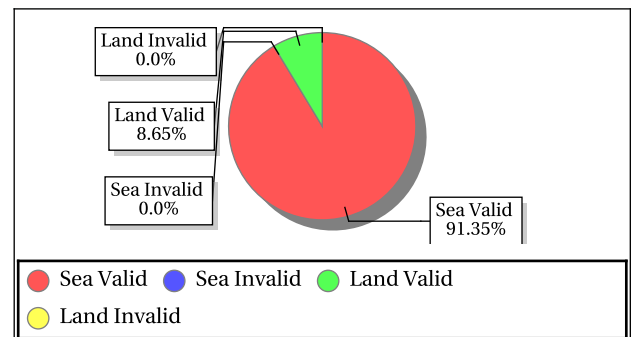 Land Invalid
0.0%
Land Valid
8.65%
Sea Invalid
0.0%
Sea Valid
91.35%
Sea Valid Sea Invalid Land Valid
Land Invalid